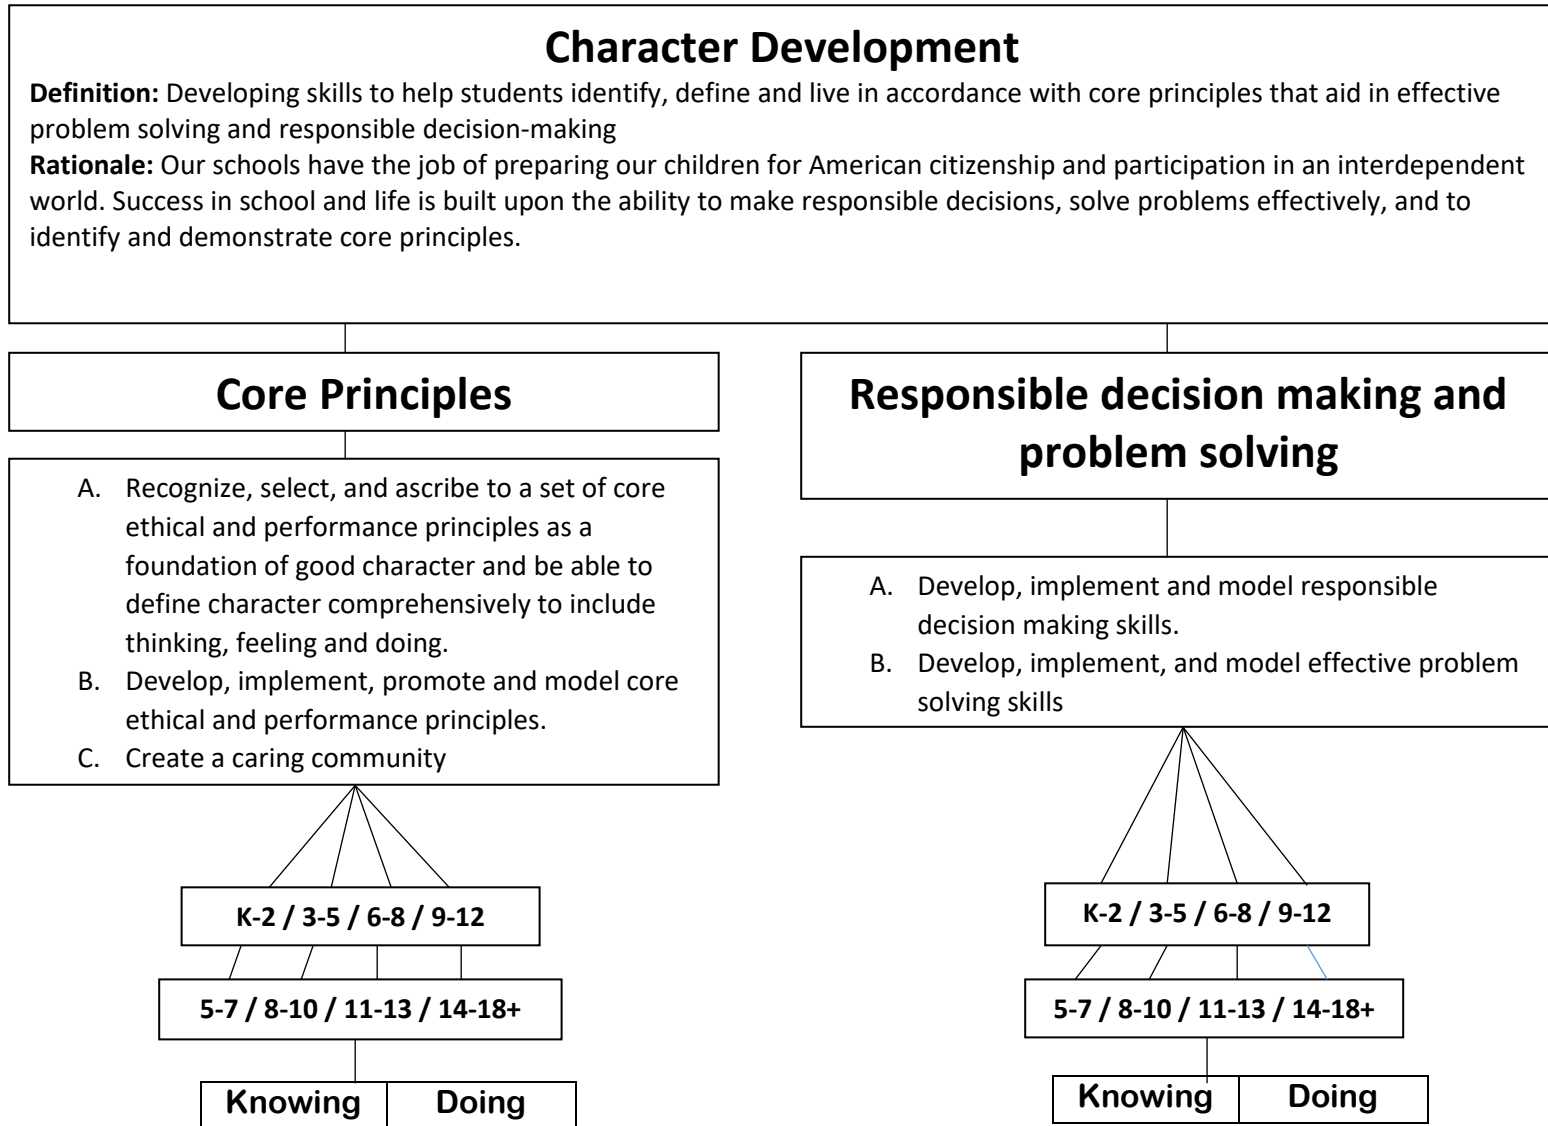 Character Development
Definition: Developing skills to help students identify, define and live in accordance with core principles that aid in effective
problem solving and responsible decision-making
Rationale: Our schools have the job of preparing our children for American citizenship and participation in an interdependent
world. Success in school and life is built upon the ability to make responsible decisions, solve problems effectively, and to
identify and demonstrate core principles.
Core Principles
A. Recognize, select, and ascribe to a set of core
ethical and performance principles as a
foundation of good character and be able to
define character comprehensively to include
thinking, feeling and doing.
B. Develop, implement, promote and model core
ethical and performance principles.
C. Create a caring community
K-2 / 3-5 / 6-8 / 9-12
5-7 / 8-10 / 11-13 / 14-18+
Knowing Doing
Responsible decision making and
problem solving
A. Develop, implement and model responsible
decision making skills.
B. Develop, implement, and model effective problem
solving skills
K-2 / 3-5 / 6-8 / 9-12
5-7 / 8-10 / 11-13 / 14-18+
Knowing Doing